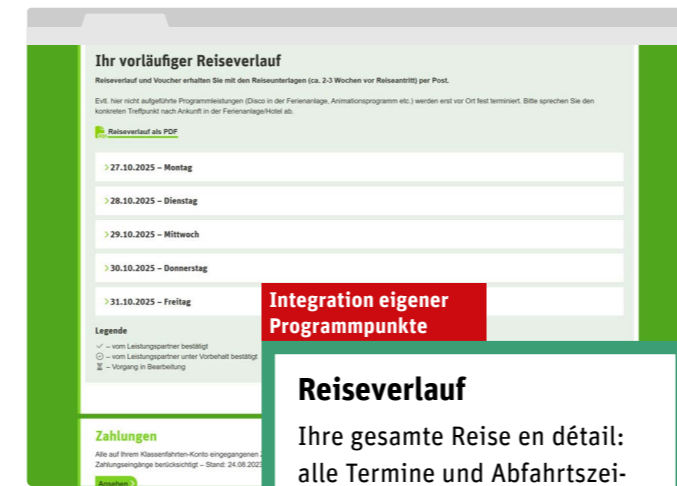 Ihr vorläufiger Reiseverlauf
Reiseverlauf und Voucher erhalten Sie mit den Reiseunterlagen (ca. 2-3 Wochen vor Reiseantritt) per Post.
Evtl. hier nicht aufgeführte Programmleistungen (Disco in der Ferienanlage, Animationsprogramm etc.) werden erst vor Ort fest terminiert. Bitte sprechen Sie den
konkreten Treffpunkt nach Ankunft in der Ferienanlage/Hotel ab.
Reiseverlauf als PDF
27.10.2025 – Montag
28.10.2025 – Dienstag
29.10.2025 – Mittwoch
30.10.2025 – Donnerstag
31.10.2025 – Freitag
Legende
– vom Leistungspartner bestätigt
– vom Leistungspartner unter Vorbehalt bestätigt
– Vorgang in Bearbeitung
Integration eigener
Programmpunkte
Reiseverlauf
Ihre gesamte Reise en détail:
alle Termine und Abfahrtszei-
Zahlungen
Alle auf Ihrem Klassenfahrten-Konto eingegangenen
Zahlungseingänge berücksichtigt – Stand: 24.08.2023
Ansehen